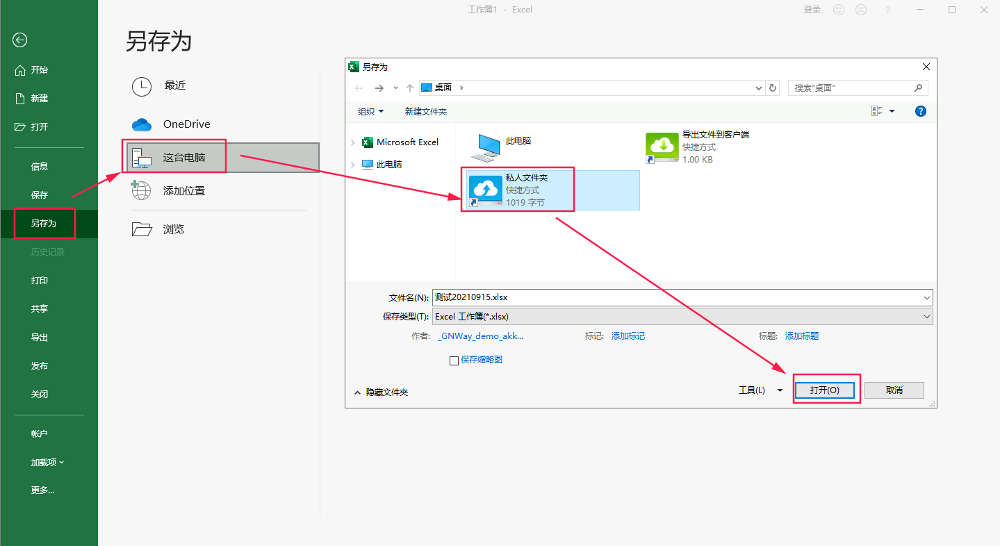 工作簿1 - Excel
登录
?
另存为
开始
新建
打开
信息
保存
另存为
历史记录
打印
共享
导出
发布
关闭
帐户
加载项
更多...
最近
OneDrive
这台电脑
添加位置
浏览
另存为
桌面
搜索"桌面"
组织
新建文件夹
?
Microsoft Excel
此电脑
此电脑
导出文件到客户端
快捷方式
1.00 KB
私人文件夹
快捷方式
1019 字节
文件名(N):
测试20210915.xlsx
保存类型(T):
Excel 工作簿(*.xlsx)
作者:
_GNWay_demo_akk...
标记:
添加标记
标题:
添加标题
保存缩略图
隐藏文件夹
工具(L)
打开(O)
取消